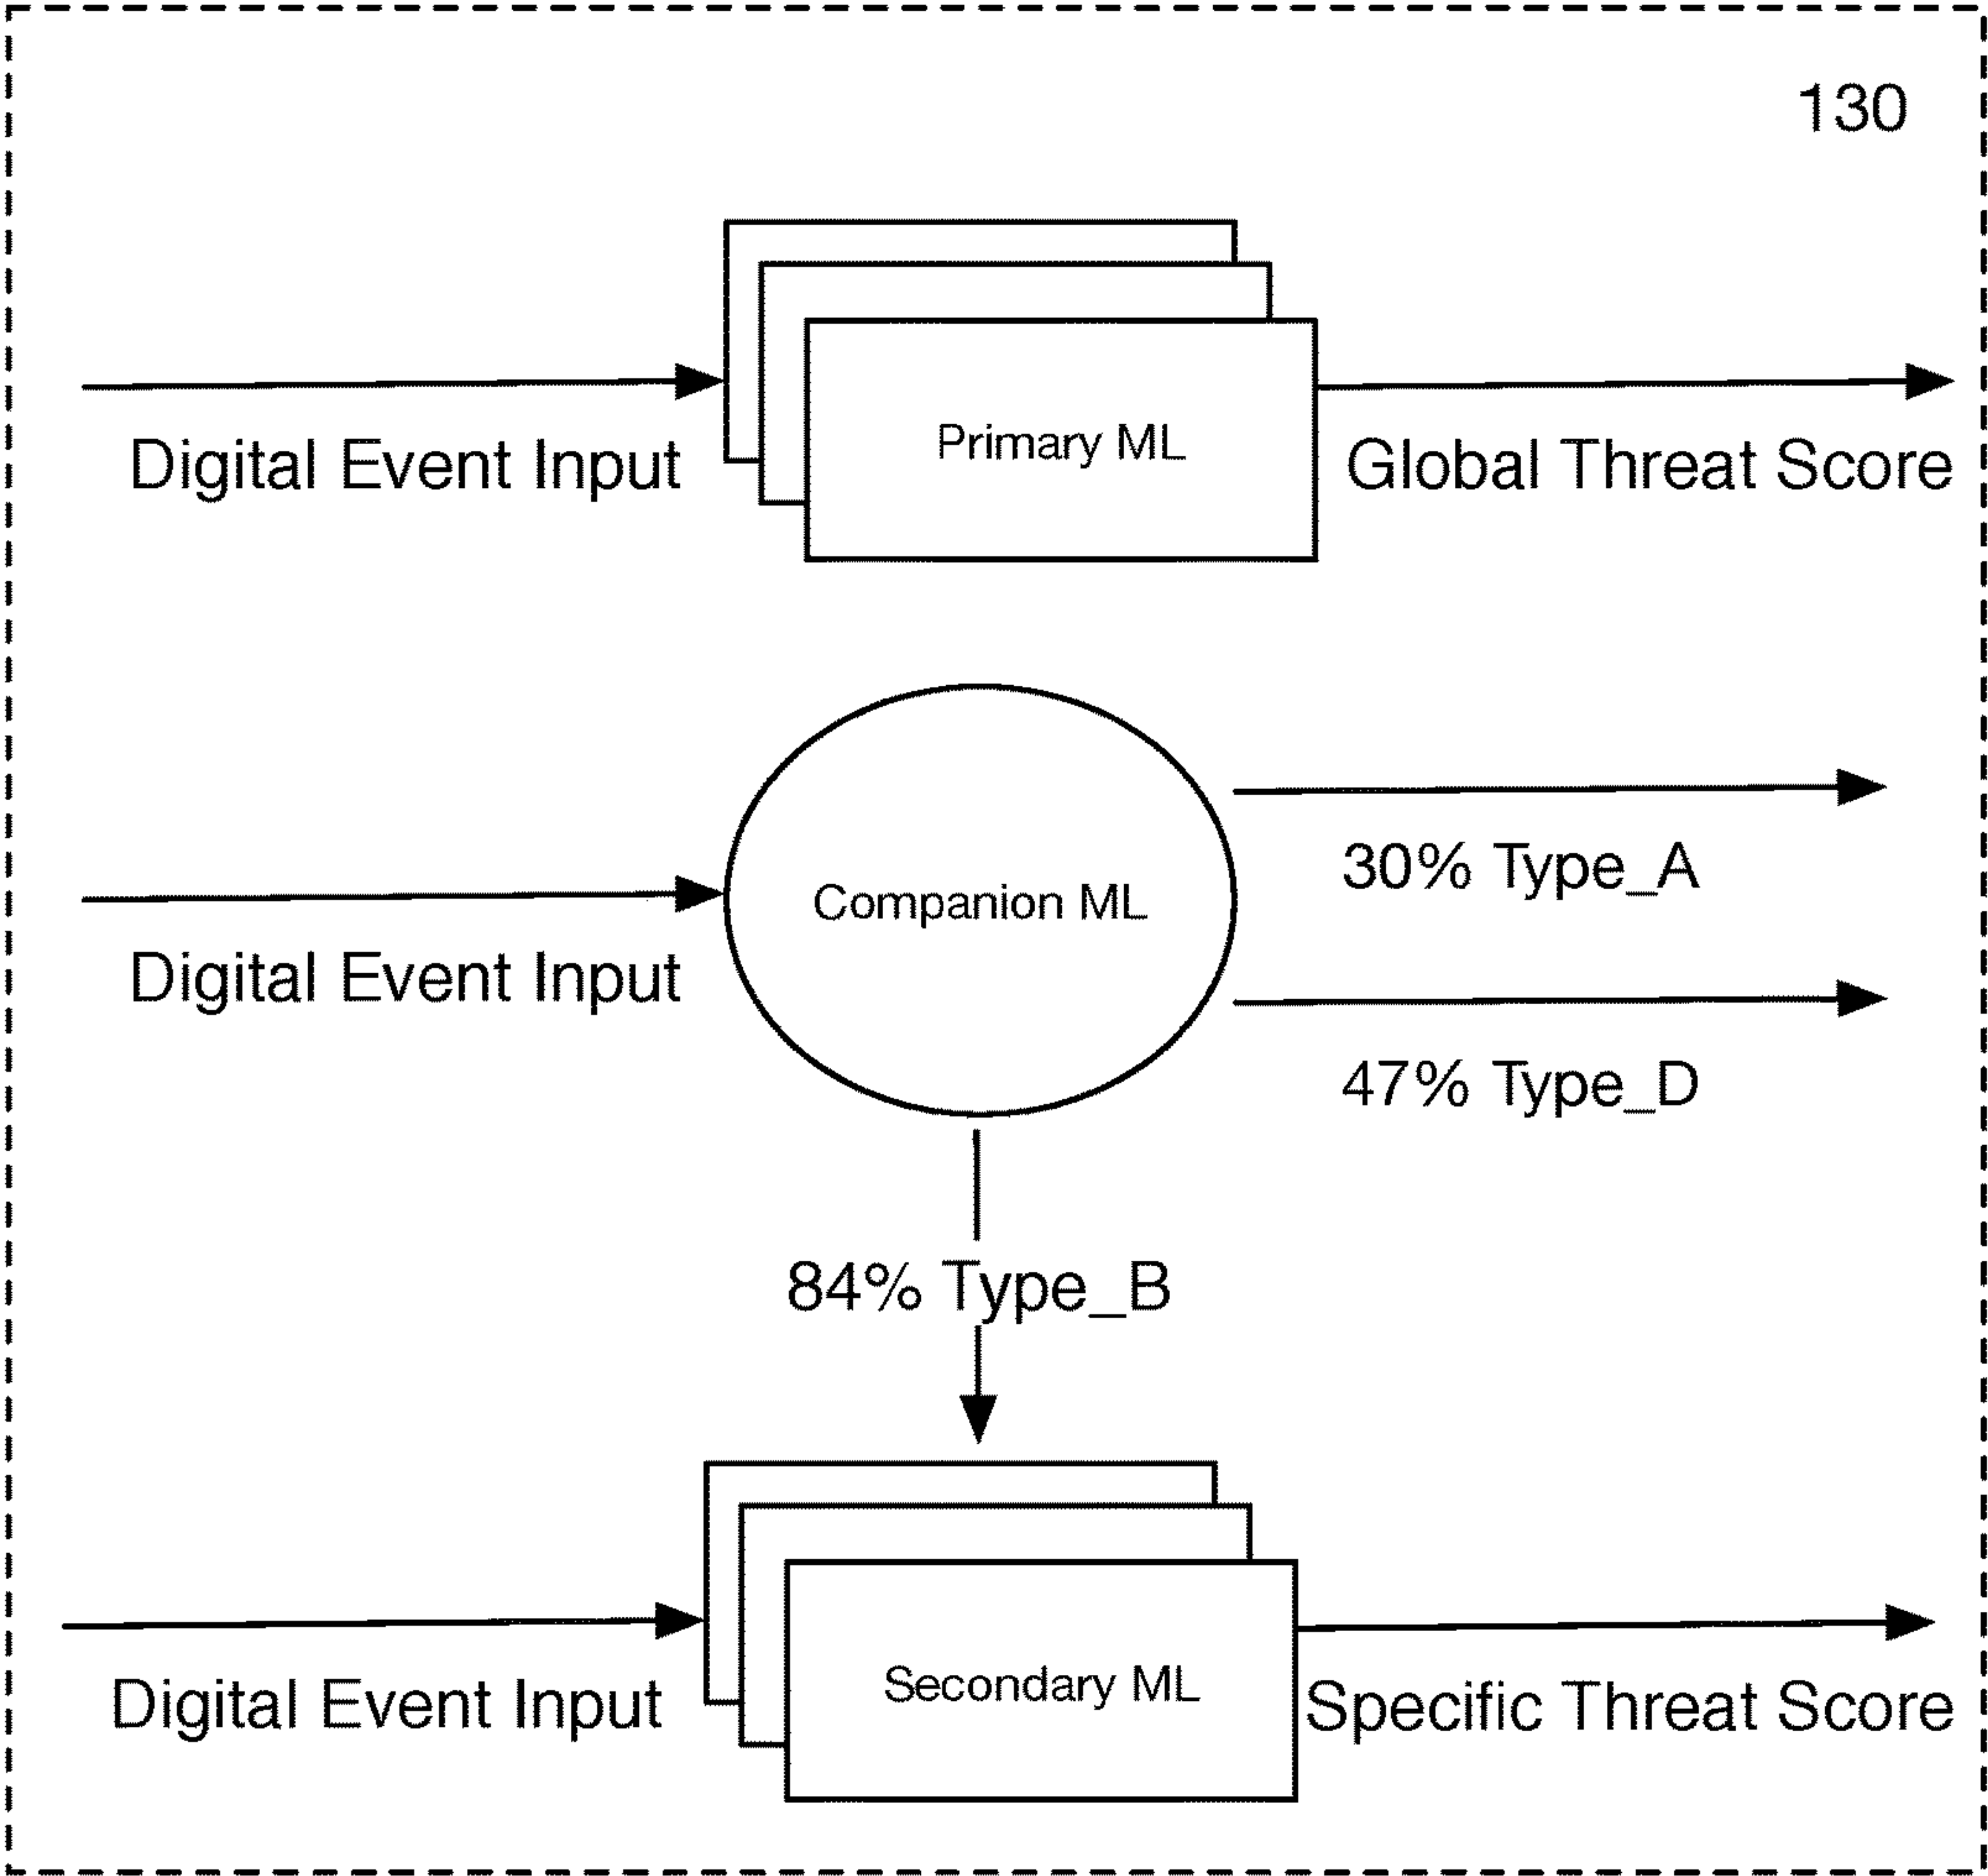 130
Primary ML
Digital Event Input
Global Threat Score
30% Type_A
Companion ML
Digital Event Input
47% Type_D
84% Type_B
Secondary ML
Digital Event Input
Specific Threat Score